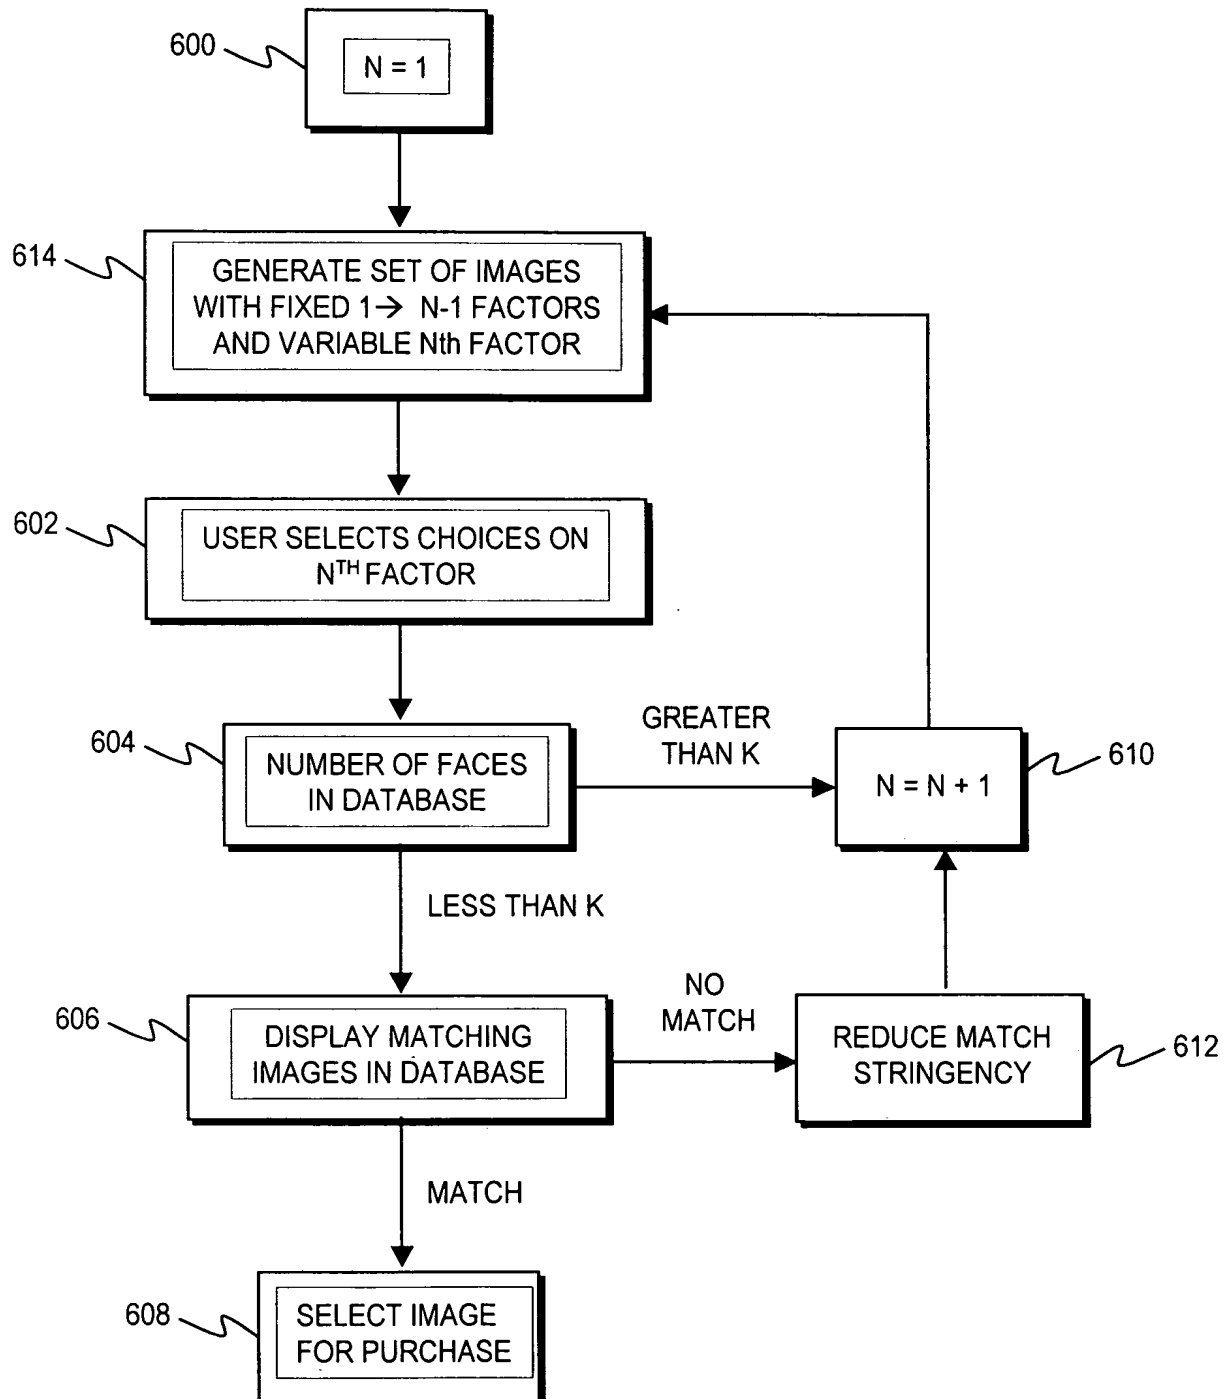 600
N = 1
614
GENERATE SET OF IMAGES
WITH FIXED 1→ N-1 FACTORS
AND VARIABLE Nth FACTOR
602
USER SELECTS CHOICES ON
NTH FACTOR
604
NUMBER OF FACES
IN DATABASE
GREATER
THAN K
N = N + 1
610
LESS THAN K
606
DISPLAY MATCHING
IMAGES IN DATABASE
NO
MATCH
REDUCE MATCH
STRINGENCY
612
MATCH
608
SELECT IMAGE
FOR PURCHASE